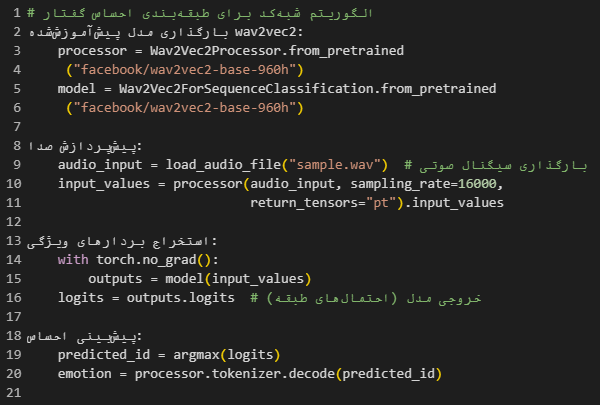 1 # الگوریتم شبه‌کد برای طبقه‌بندی احساس گفتار
2 بارگذاری مدل پیش‌آموزش‌شده wav2vec2:
3     processor = Wav2Vec2Processor.from_pretrained
4      ("facebook/wav2vec2-base-960h")
5     model = Wav2Vec2ForSequenceClassification.from_pretrained
6      ("facebook/wav2vec2-base-960h")
7
8 پیش‌پردازش صدا:
9     audio_input = load_audio_file("sample.wav")  # بارگذاری سیگنال صوتی
10     input_values = processor(audio_input, sampling_rate=16000,
11                              return_tensors="pt").input_values
12
13 استخراج بردارهای ویژگی:
14     with torch.no_grad():
15         outputs = model(input_values)
16     logits = outputs.logits  # خروجی مدل (احتمال‌های طبقه)
17
18 پیش‌بینی احساس:
19     predicted_id = argmax(logits)
20     emotion = processor.tokenizer.decode(predicted_id)
21